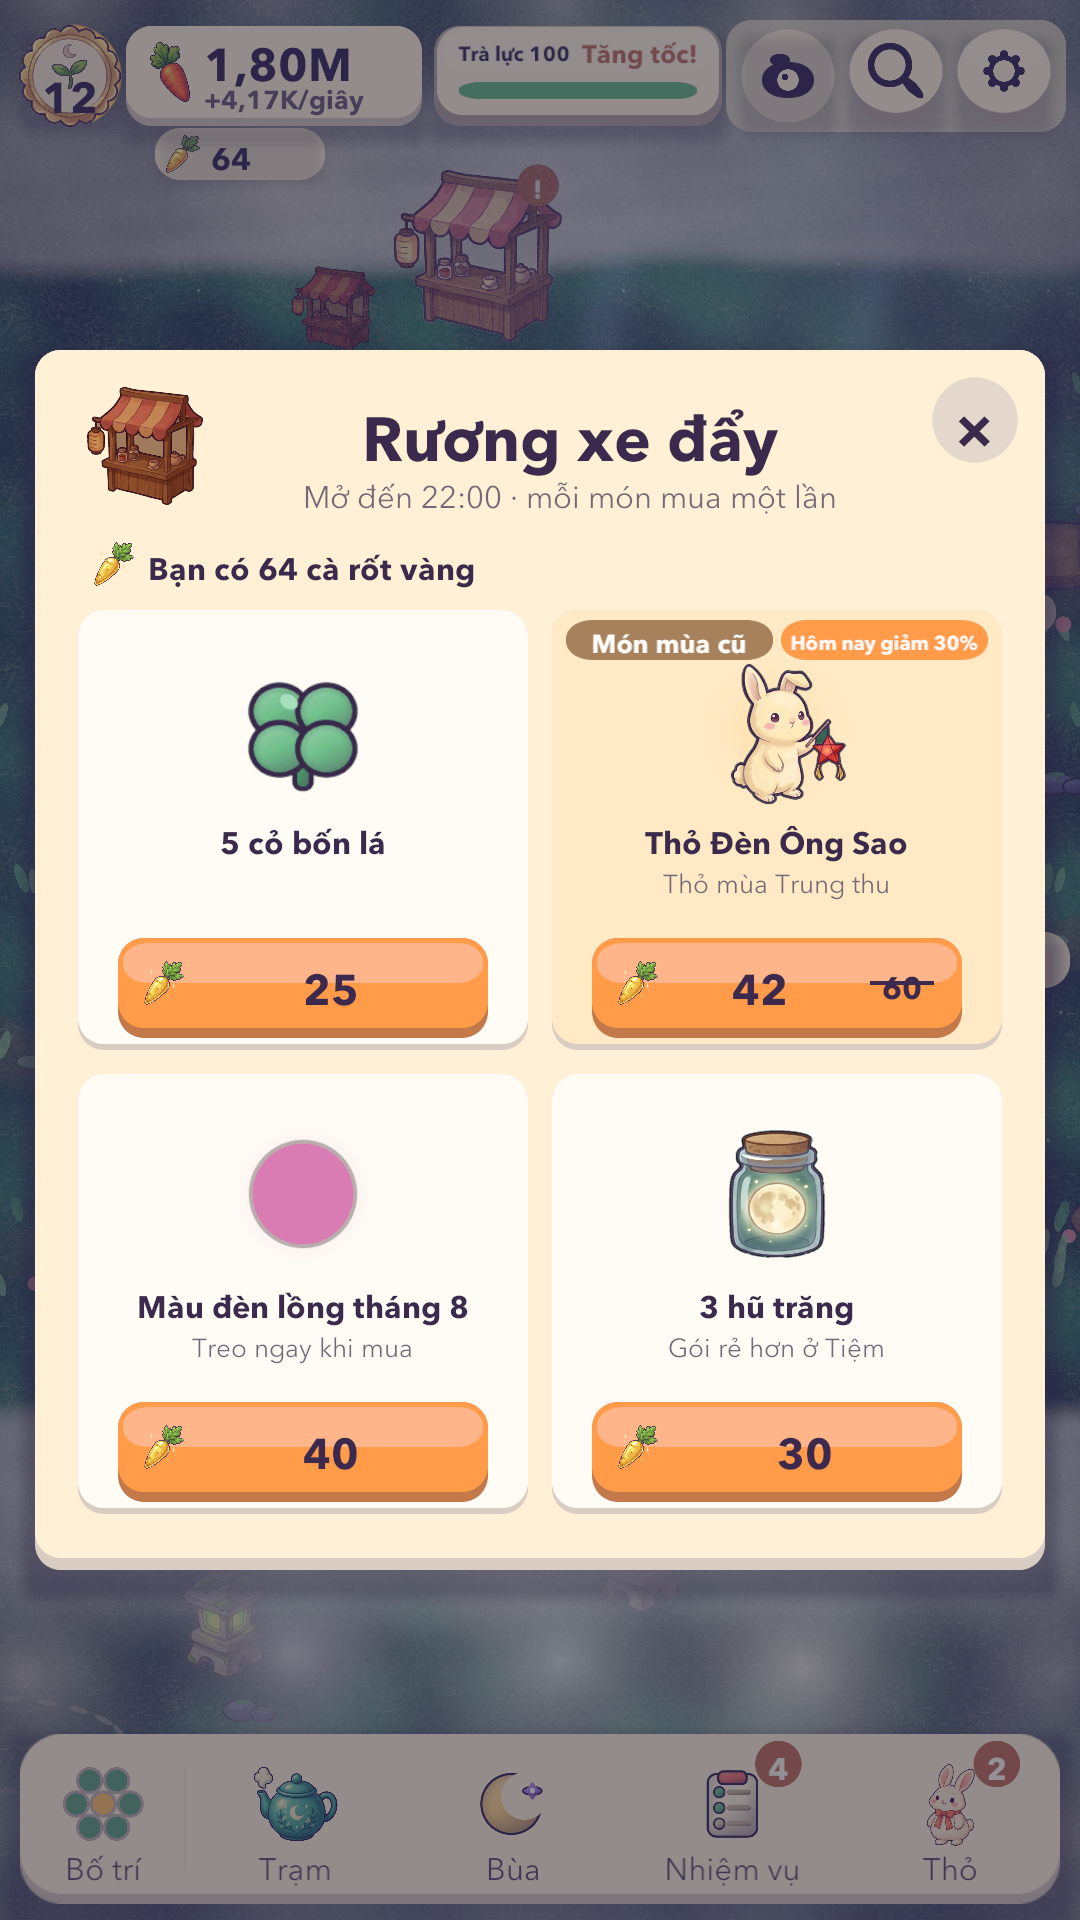 12
1,80M
+4,17K/giây
Trà lực 100 Tăng tốc!
64
!
Rương xe đẩy
Mở đến 22:00 · mỗi món mua một lần
Bạn có 64 cà rốt vàng
5 cỏ bốn lá
25
Món mùa cũ
Hôm nay giảm 30%
Thỏ Đèn Ông Sao
Thỏ mùa Trung thu
42 60
Màu đèn lồng tháng 8
Treo ngay khi mua
40
3 hũ trăng
Gói rẻ hơn ở Tiệm
30
4
2
Bố trí
Trạm
Bùa
Nhiệm vụ
Thỏ